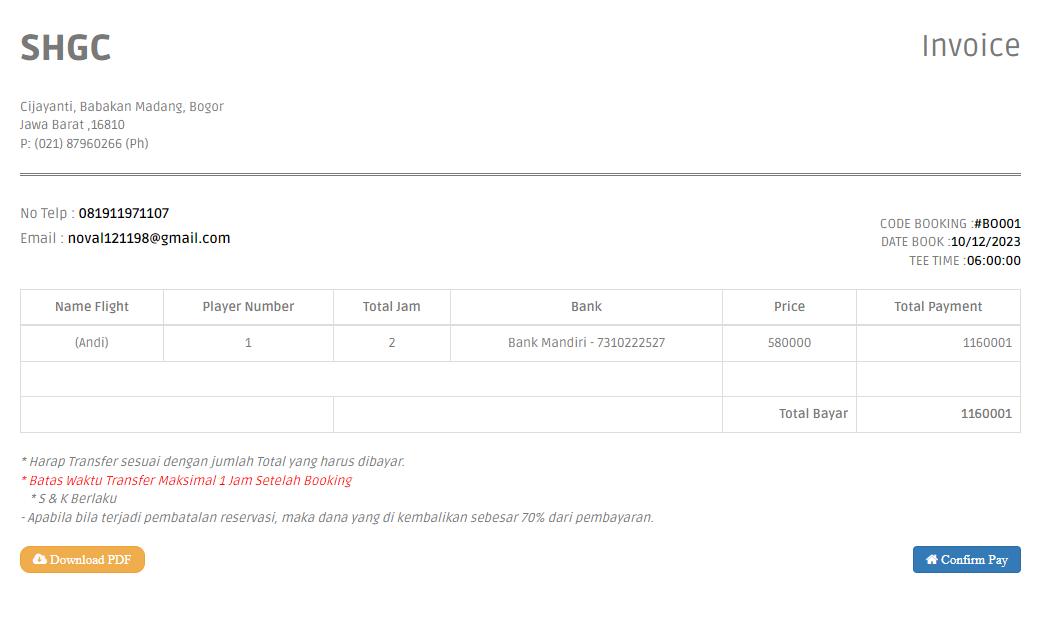 SHGC
Invoice
Cijayanti, Babakan Madang, Bogor
Jawa Barat ,16810
P: (021) 87960266 (Ph)
No Telp : 081911971107
Email : noval121198@gmail.com
CODE BOOKING :#BO001
DATE BOOK :10/12/2023
TEE TIME :06:00:00
Name Flight Player Number Total Jam Bank Price Total Payment
(Andi) 1 2 Bank Mandiri - 7310222527 580000 1160001
Total Bayar 1160001
* Harap Transfer sesuai dengan jumlah Total yang harus dibayar.
* Batas Waktu Transfer Maksimal 1 Jam Setelah Booking
* S & K Berlaku
- Apabila bila terjadi pembatalan reservasi, maka dana yang di kembalikan sebesar 70% dari pembayaran.
Download PDF
Confirm Pay